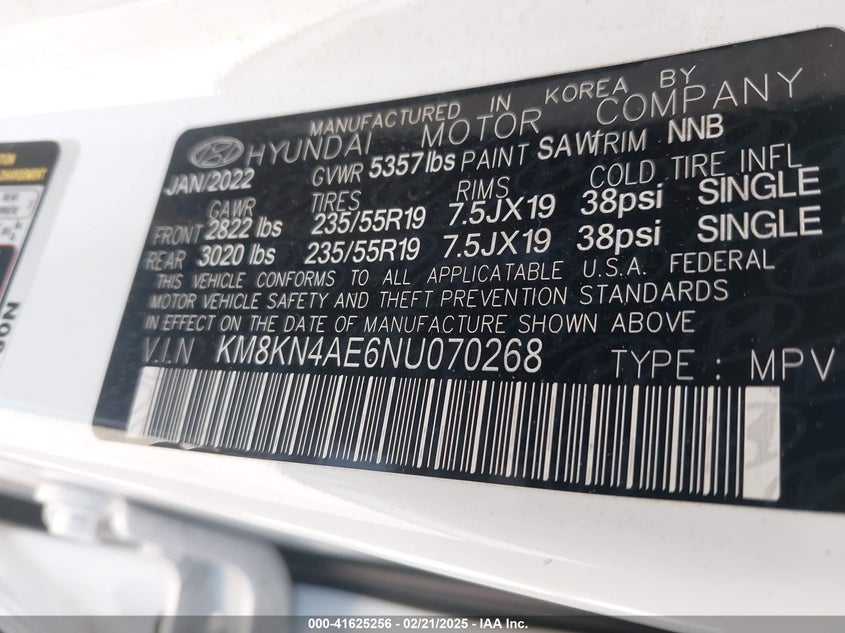 MANUFACTURED IN KOREA BY
HYUNDAI MOTOR COMPANY
JAN/2022 GVWR 5357lbs PAINT SAW TRIM NNB
GAWR TIRES RIMS COLD TIRE INFL
FRONT 2822 lbs 235/55R19 7.5JX19 38psi SINGLE
REAR 3020 lbs 235/55R19 7.5JX19 38psi SINGLE
THIS VEHICLE CONFORMS TO ALL APPLICATABLE U.S.A. FEDERAL
MOTOR VEHICLE SAFETY AND THEFT PREVENTION STANDARDS
IN EFFECT ON THE DATE OF MANUFACTURE SHOWN ABOVE
V.I.N KM8KN4AE6NU070268 TYPE : MPV
000-41625256 - 02/21/2025 - IAA Inc.